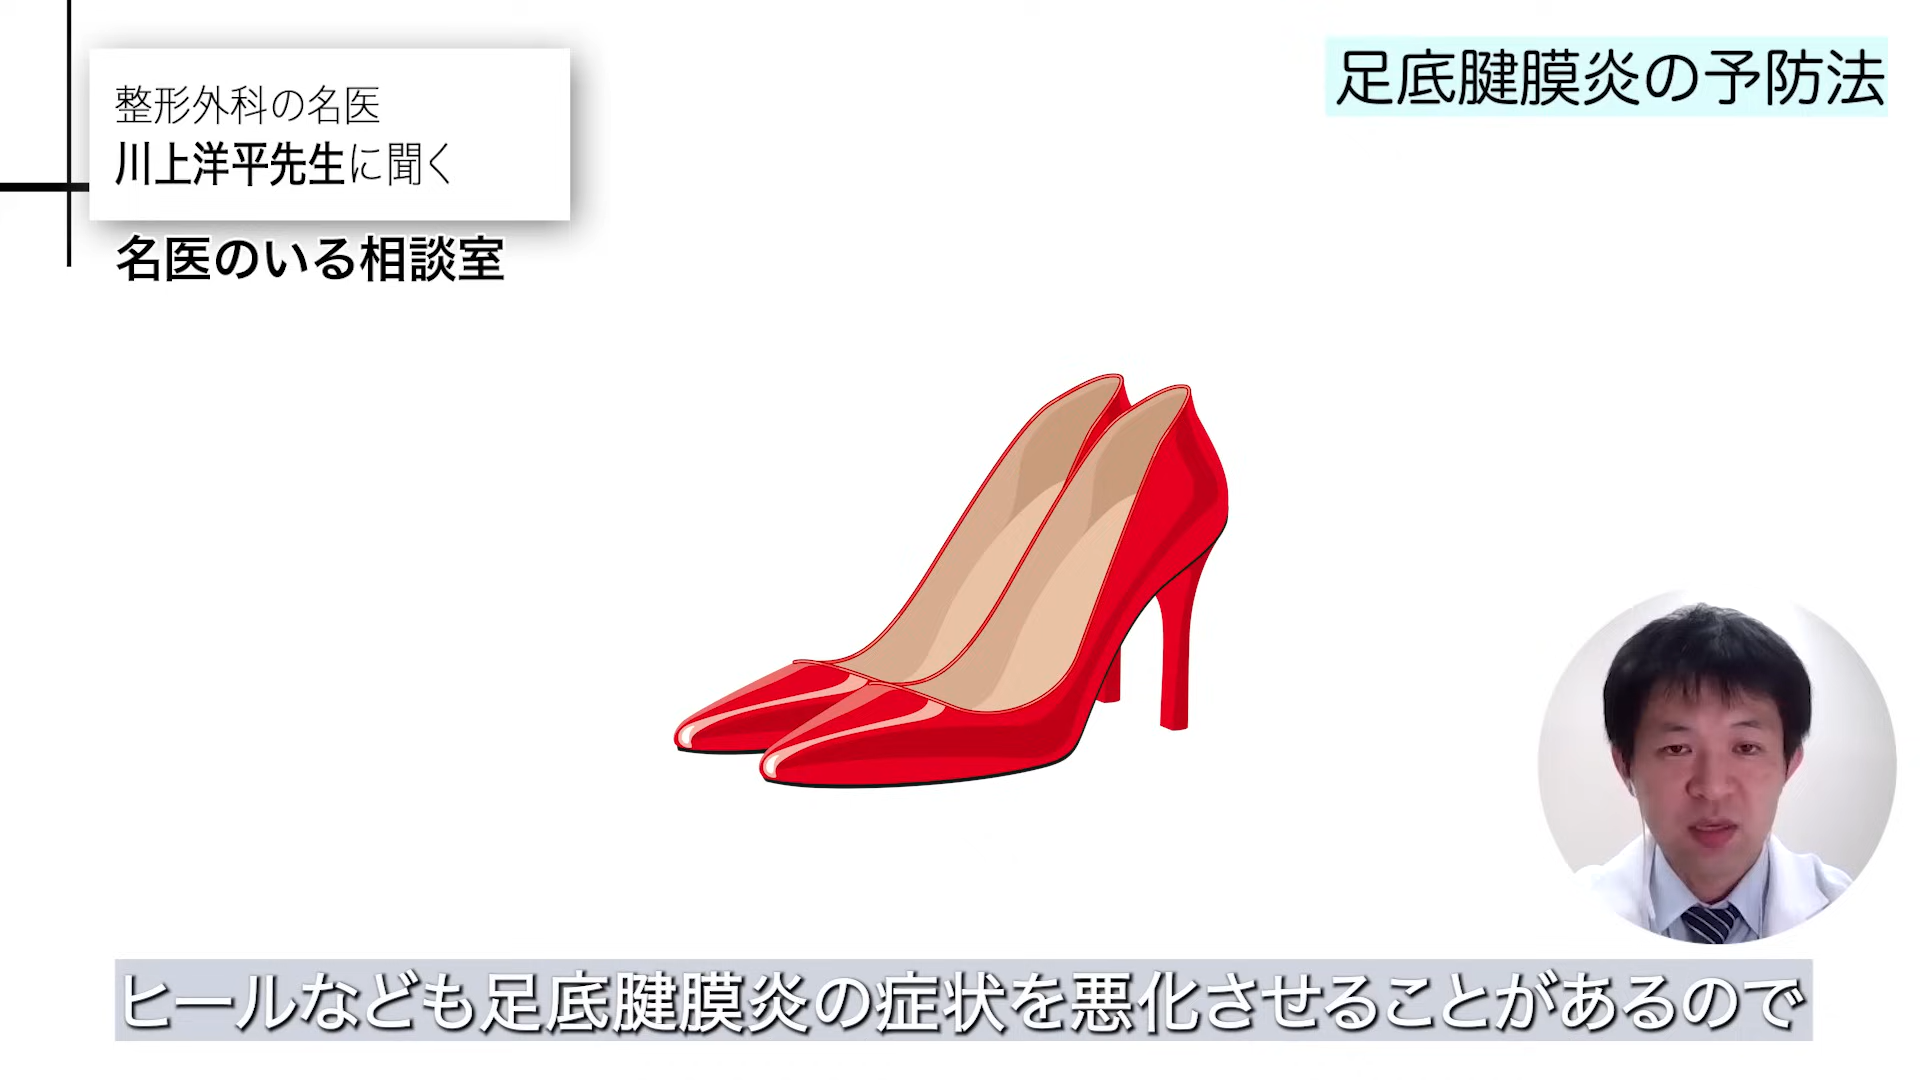 整形外科の名医
川上洋平先生に聞く
名医のいる相談室
足底腱膜炎の予防法
ヒールなども足底腱膜炎の症状を悪化させることがあるので